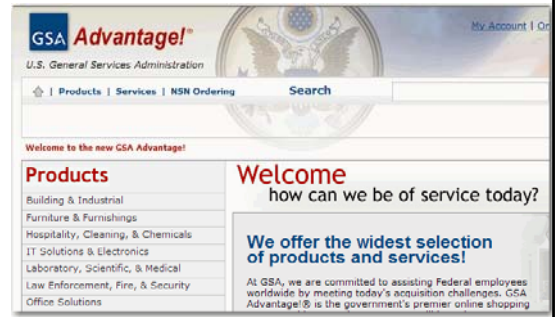 GSA Advantage!®
U.S. General Services Administration
My Account |
| Products | Services | NSN Ordering
Search
Welcome to the new GSA Advantage!
Products
Building & Industrial
Furniture & Furnishings
Hospitality, Cleaning, & Chemicals
IT Solutions & Electronics
Laboratory, Scientific, & Medical
Law Enforcement, Fire, & Security
Office Solutions
Welcome
how can we be of service today?
We offer the widest selection
of products and services!
At GSA, we are committed to assisting Federal employees
worldwide by meeting today's acquisition challenges. GSA
Advantage!® is the government's premier online shopping